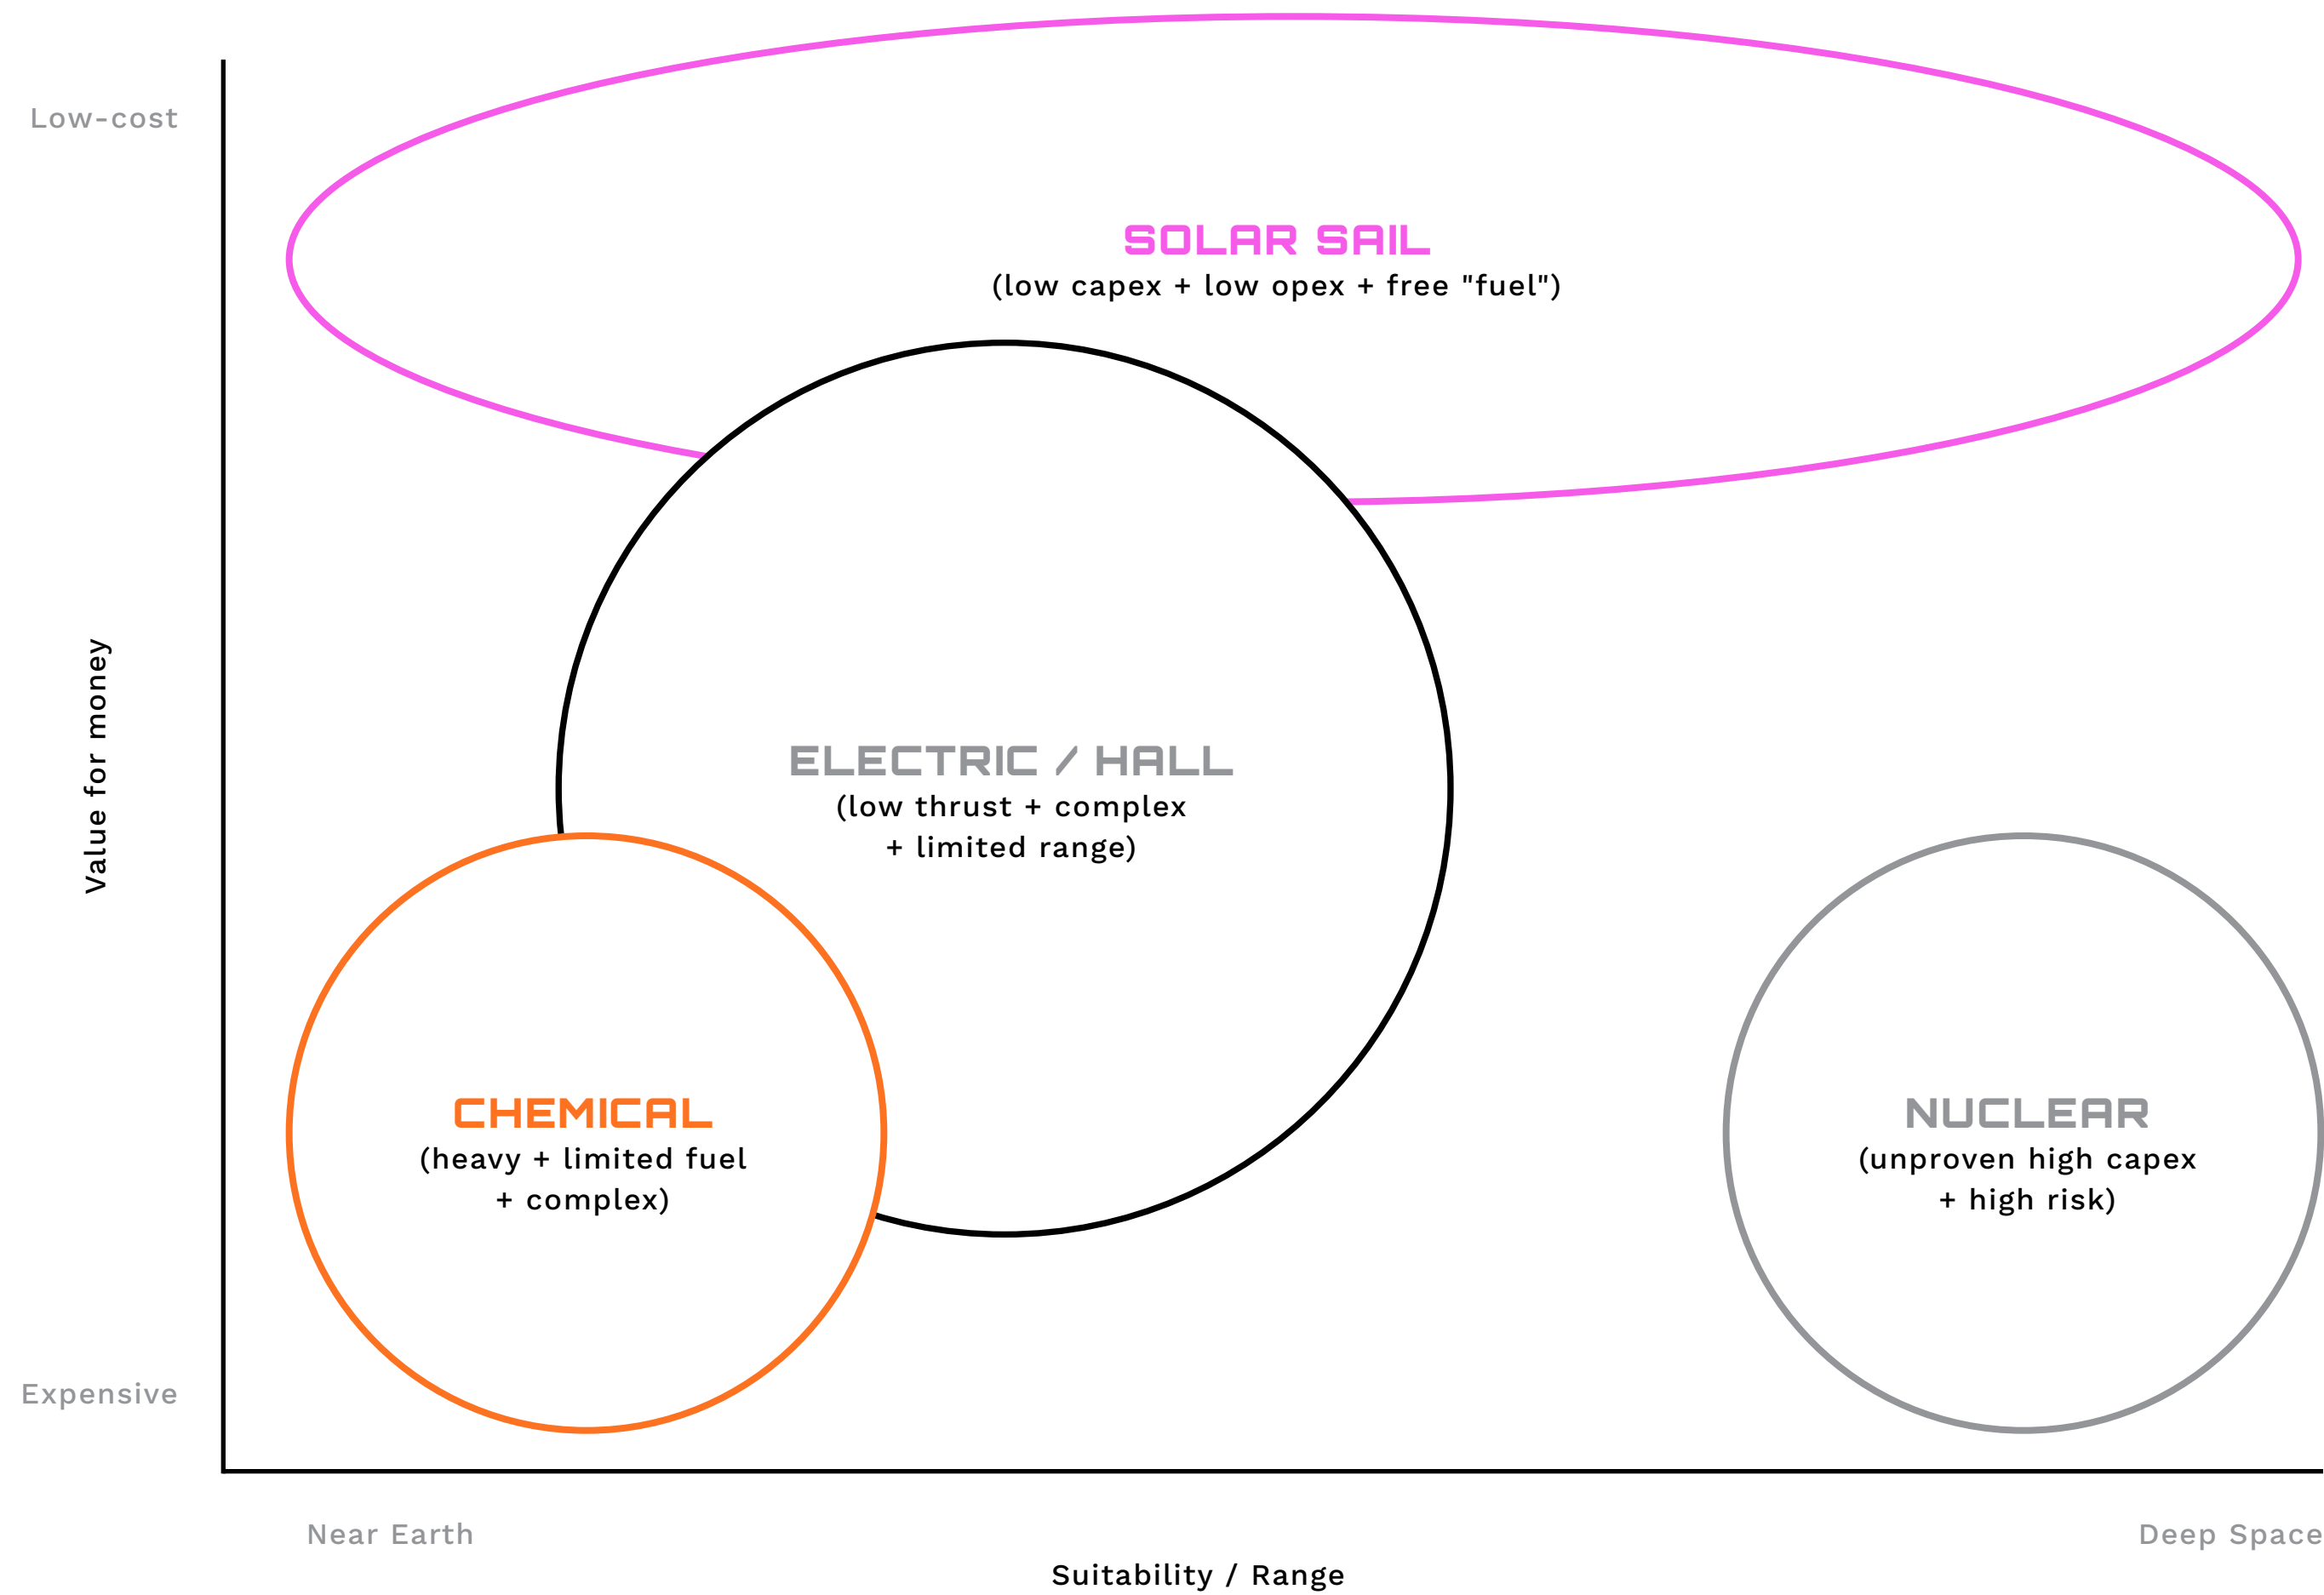 Low-cost
SOLAR SAIL
(low capex + low opex + free "fuel")
Value for money
ELECTRIC / HALL
(low thrust + complex
+ limited range)
CHEMICAL
(heavy + limited fuel
+ complex)
NUCLEAR
(unproven high capex
+ high risk)
Expensive
Near Earth
Deep Space
Suitability / Range